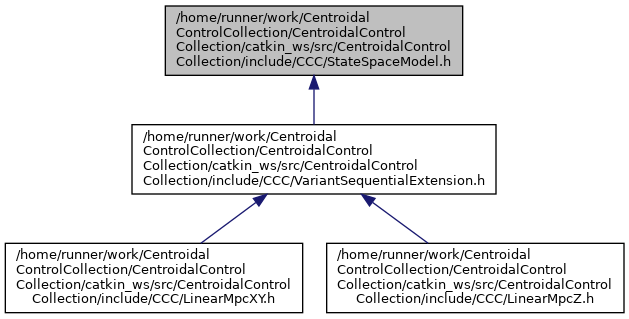 /home/runner/work/Centroidal
ControlCollection/CentroidalControl
Collection/catkin_ws/src/CentroidalControl
Collection/include/CCC/StateSpaceModel.h
/home/runner/work/Centroidal
ControlCollection/CentroidalControl
Collection/catkin_ws/src/CentroidalControl
Collection/include/CCC/VariantSequentialExtension.h
/home/runner/work/Centroidal
ControlCollection/CentroidalControl
Collection/catkin_ws/src/CentroidalControl
Collection/include/CCC/LinearMpcXY.h
/home/runner/work/Centroidal
ControlCollection/CentroidalControl
Collection/catkin_ws/src/CentroidalControl
Collection/include/CCC/LinearMpcZ.h